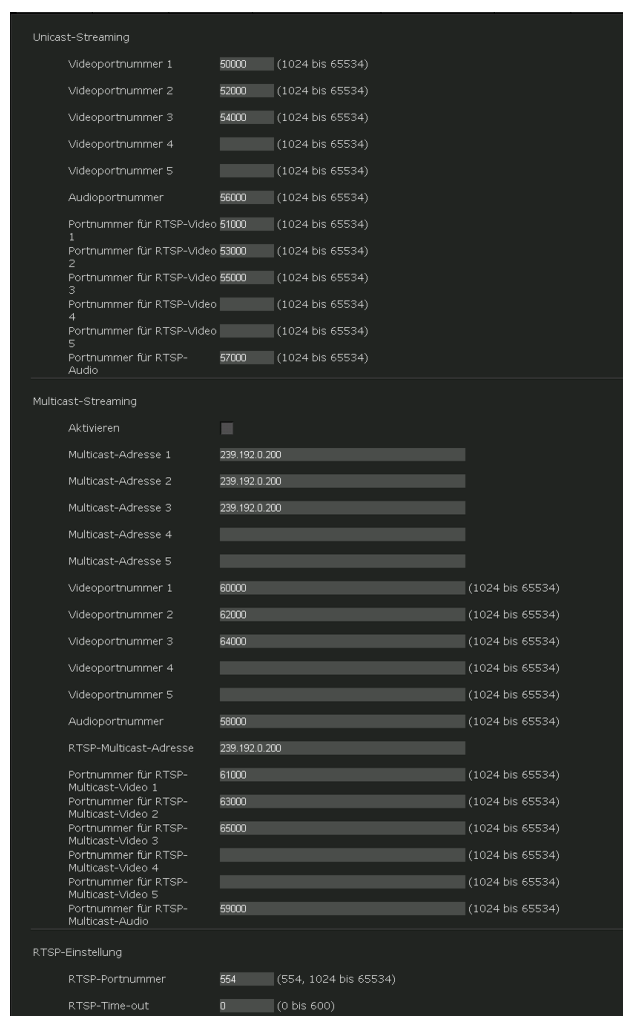 Unicast-Streaming
Videoportnummer 1 50000 (1024 bis 65534)
Videoportnummer 2 52000 (1024 bis 65534)
Videoportnummer 3 54000 (1024 bis 65534)
Videoportnummer 4 (1024 bis 65534)
Videoportnummer 5 (1024 bis 65534)
Audioportnummer 56000 (1024 bis 65534)
Portnummer für RTSP-Video 51000 (1024 bis 65534)
1
Portnummer für RTSP-Video 53000 (1024 bis 65534)
2
Portnummer für RTSP-Video 55000 (1024 bis 65534)
3
Portnummer für RTSP-Video (1024 bis 65534)
4
Portnummer für RTSP-Video (1024 bis 65534)
5
Portnummer für RTSP- 57000 (1024 bis 65534)
Audio
Multicast-Streaming
Aktivieren
Multicast-Adresse 1 239.192.0.200
Multicast-Adresse 2 239.192.0.200
Multicast-Adresse 3 239.192.0.200
Multicast-Adresse 4
Multicast-Adresse 5
Videoportnummer 1 60000 (1024 bis 65534)
Videoportnummer 2 62000 (1024 bis 65534)
Videoportnummer 3 64000 (1024 bis 65534)
Videoportnummer 4 (1024 bis 65534)
Videoportnummer 5 (1024 bis 65534)
Audioportnummer 58000 (1024 bis 65534)
RTSP-Multicast-Adresse 239.192.0.200
Portnummer für RTSP- 61000 (1024 bis 65534)
Multicast-Video 1
Portnummer für RTSP- 63000 (1024 bis 65534)
Multicast-Video 2
Portnummer für RTSP- 65000 (1024 bis 65534)
Multicast-Video 3
Portnummer für RTSP- (1024 bis 65534)
Multicast-Video 4
Portnummer für RTSP- (1024 bis 65534)
Multicast-Video 5
Portnummer für RTSP- 59000 (1024 bis 65534)
Multicast-Audio
RTSP-Einstellung
RTSP-Portnummer 554 (554, 1024 bis 65534)
RTSP-Time-out 0 (0 bis 600)